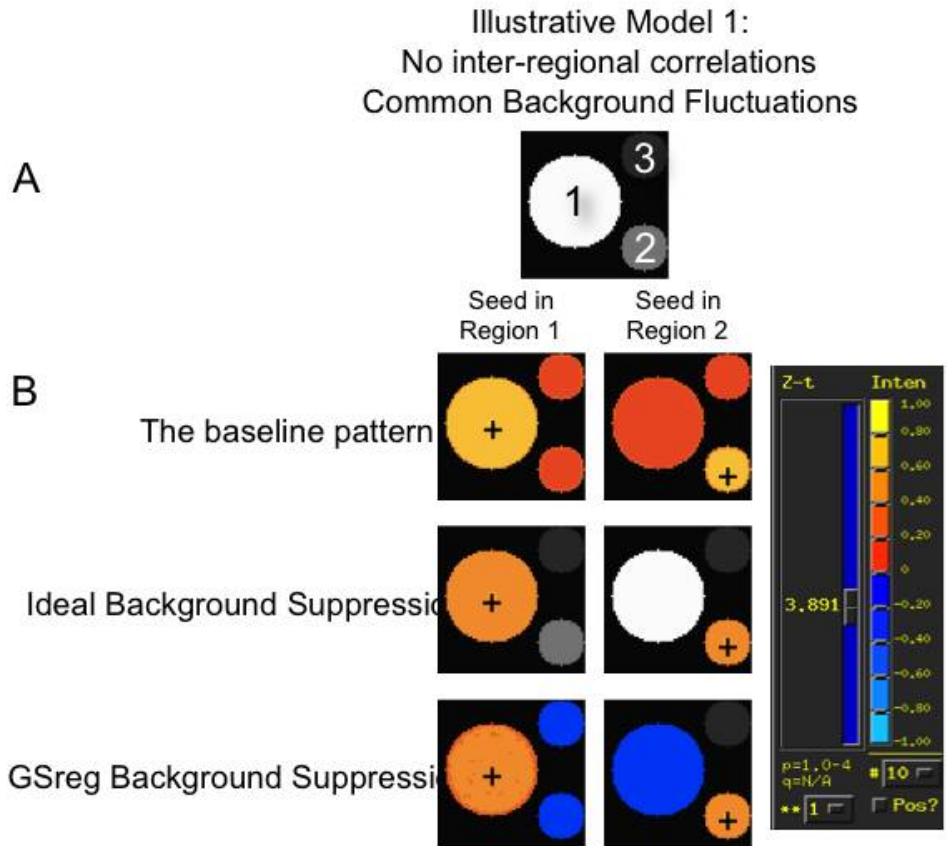 Illustrative Model 1:
No inter-regional correlations
Common Background Fluctuations
A
3
1
2
Seed in
Region 1
Seed in
Region 2
B
The baseline pattern
Ideal Background Suppressio
GSreg Background Suppressio
Z-t
Inten
1.00
0.80
0.60
0.40
0.20
0
-0.20
-0.40
-0.60
-0.80
-1.00
3.891
p=1.0-4
q=N/A
# 10
** 1
Pos?